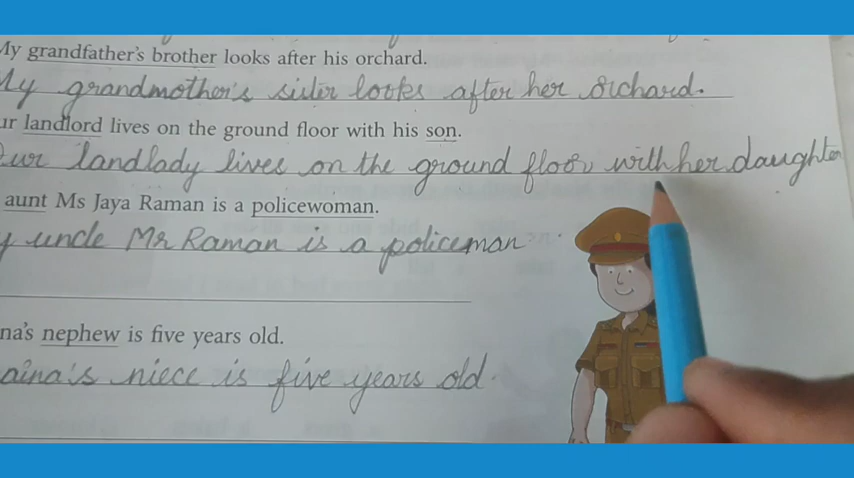 My grandfather's brother looks after his orchard.
My grandmother's sister looks after her orchard.
ur landlord lives on the ground floor with his son.
Our landlady lives on the ground floor with her daughter
aunt Ms Jaya Raman is a policewoman.
y uncle Mr Raman is a policeman
na's nephew is five years old.
aina's niece is five years old.